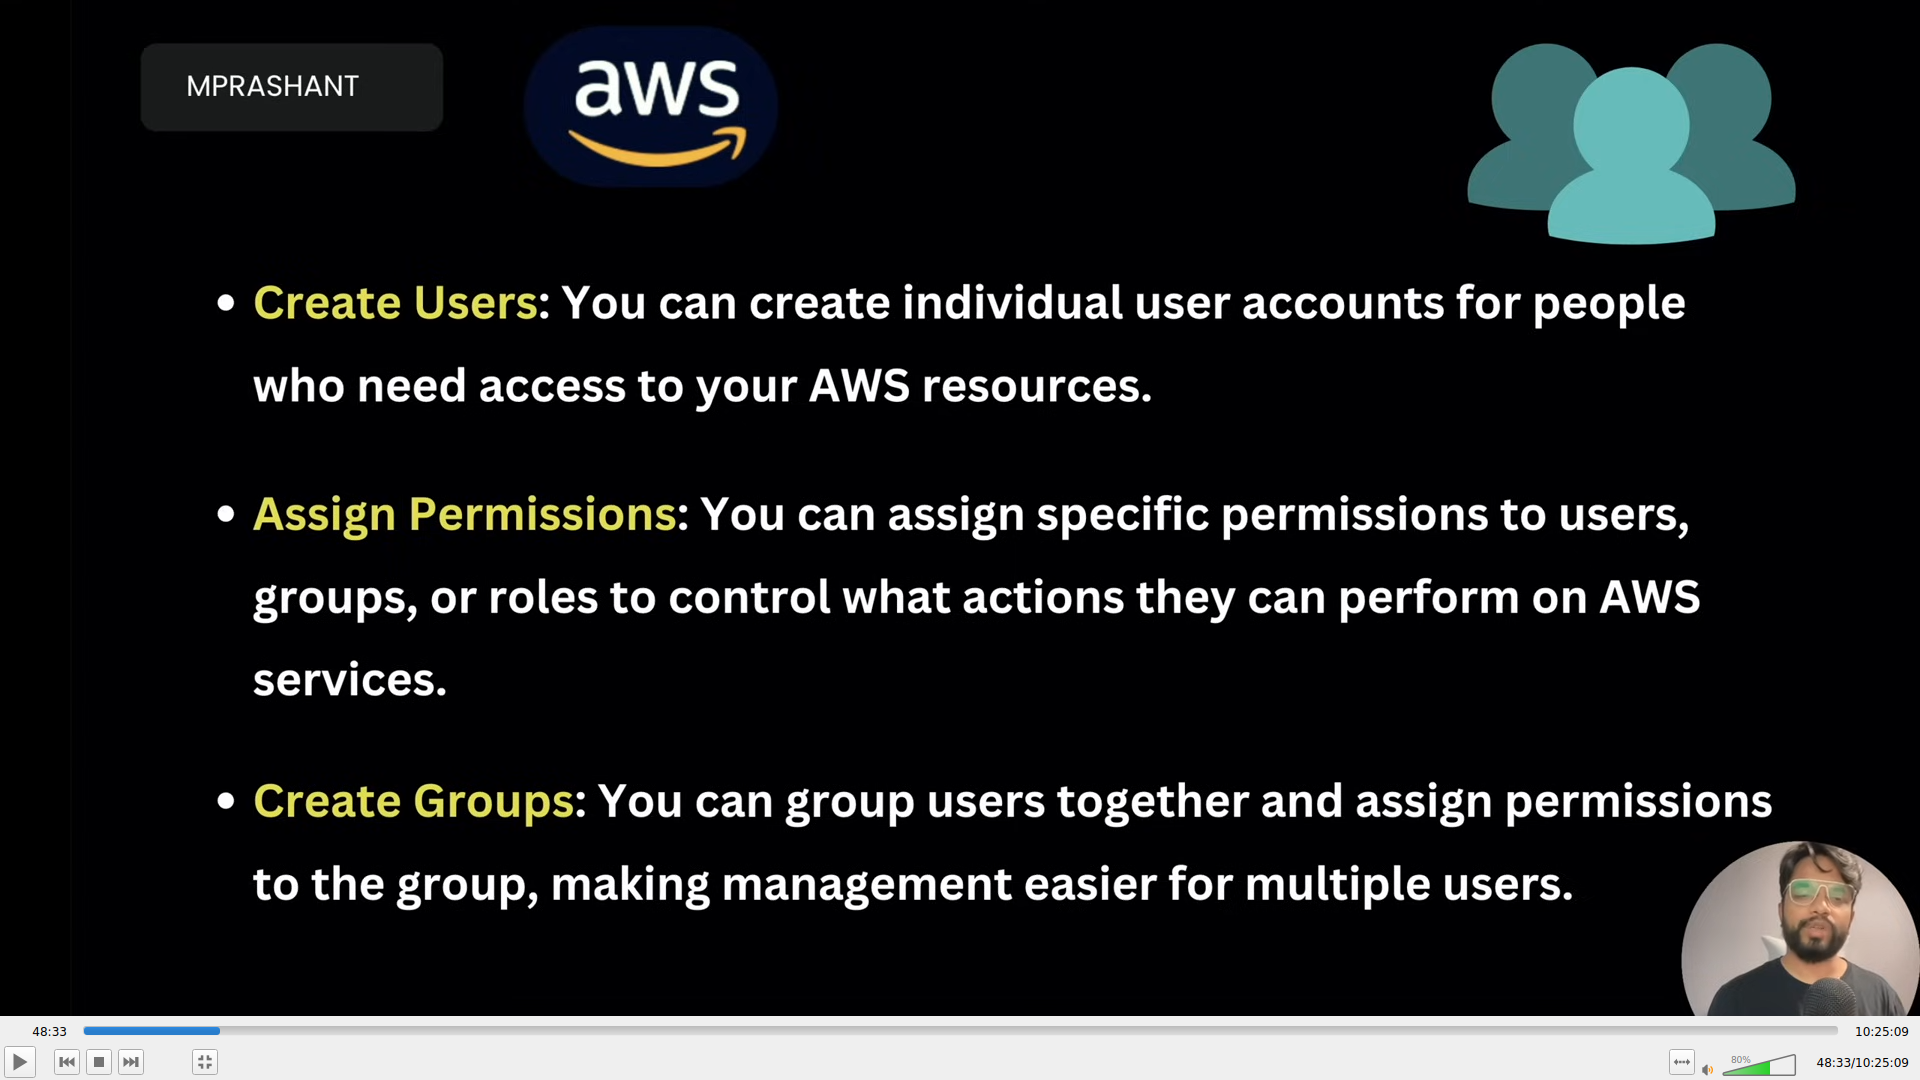 MPRASHANT
aws
• Create Users: You can create individual user accounts for people
who need access to your AWS resources.
• Assign Permissions: You can assign specific permissions to users,
groups, or roles to control what actions they can perform on AWS
services.
• Create Groups: You can group users together and assign permissions
to the group, making management easier for multiple users.
48:33
10:25:09
80%
48:33/10:25:09